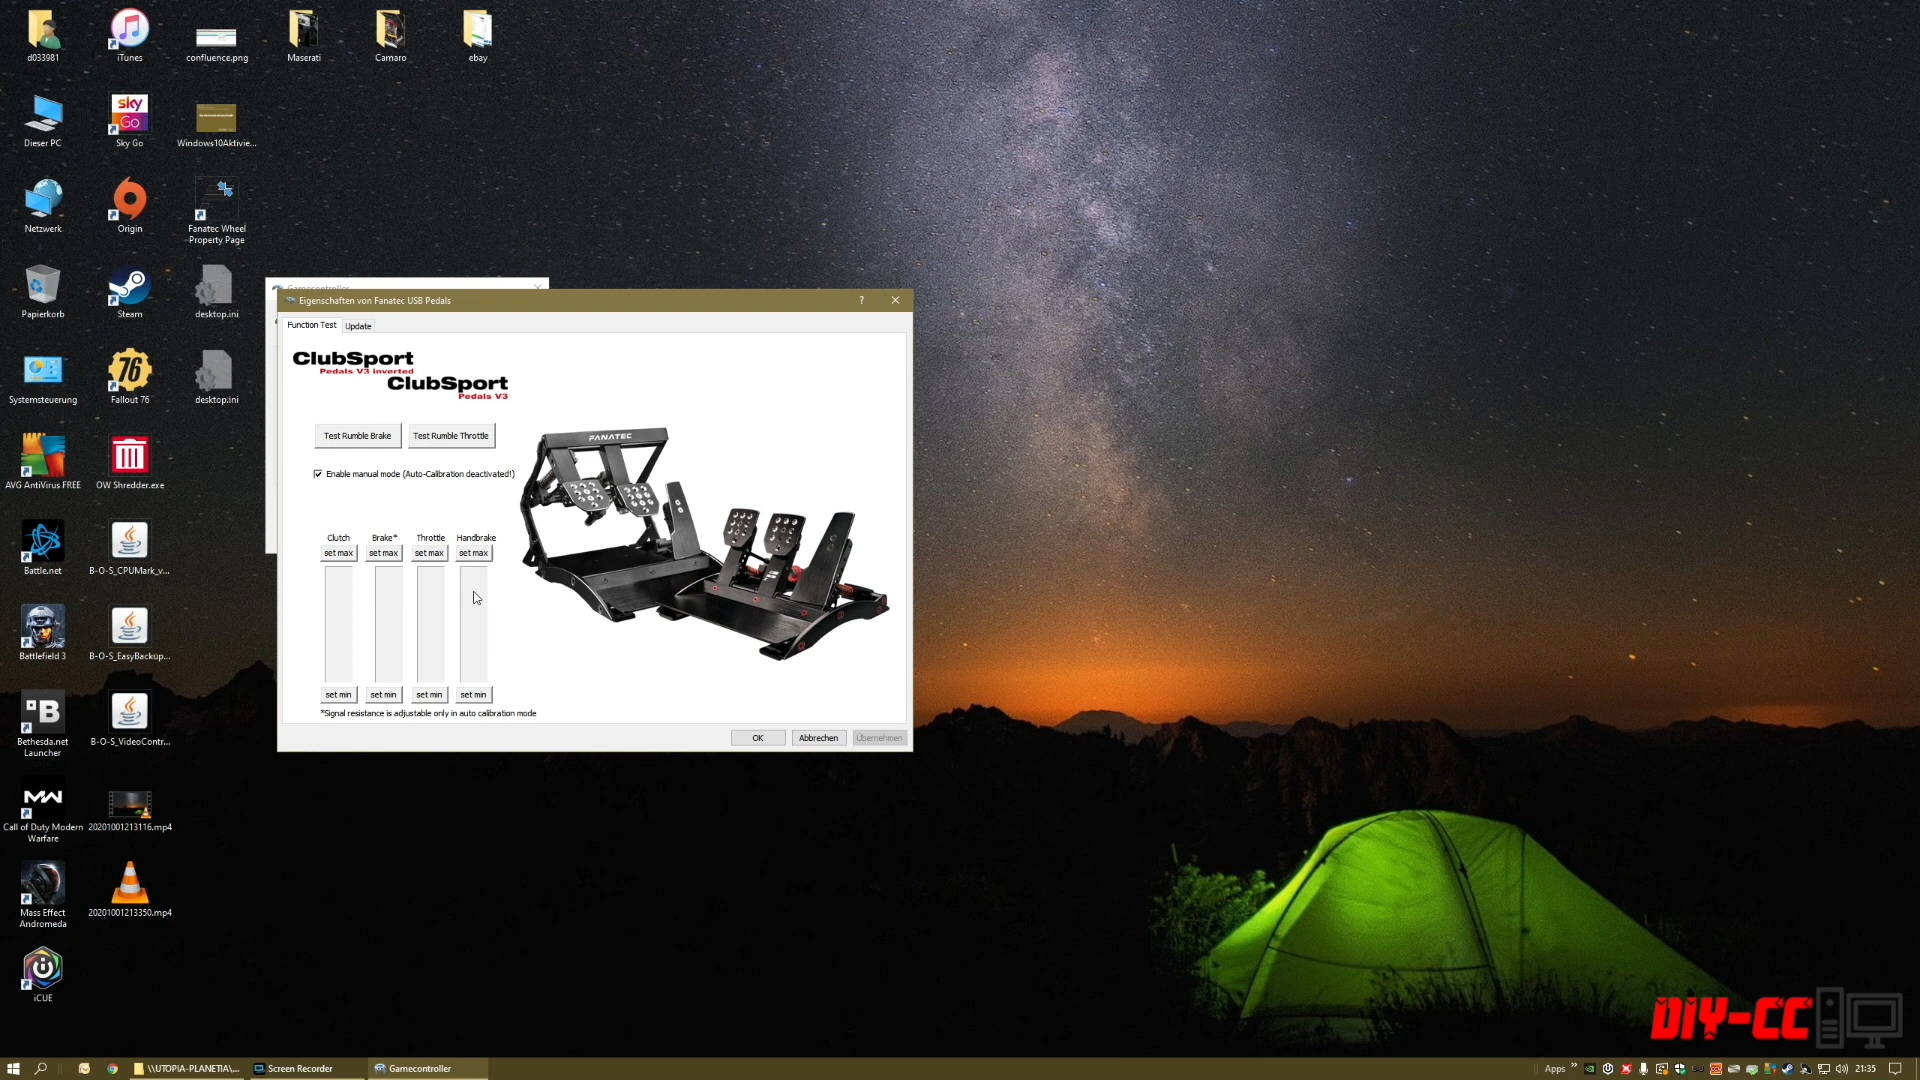 d033981
iTunes
confluence.png
Maserati
Camaro
ebay
Dieser PC
sky
Go
Sky Go
Windows10Aktivie...
Netzwerk
Origin
Fanatec Wheel
Property Page
Papierkorb
Steam
desktop.ini
Systemsteuerung
76
Fallout 76
desktop.ini
AVG AntiVirus FREE
OW Shredder.exe
Battle.net
B-O-S_CPUMark_v...
Battlefield 3
B-O-S_EasyBackup...
B
Bethesda.net
Launcher
B-O-S_VideoContr...
MW
Call of Duty Modern
Warfare
20201001213116.mp4
Mass Effect
Andromeda
20201001213350.mp4
iCUE
Gamecontroller
Eigenschaften von Fanatec USB Pedals
?
Function Test
Update
ClubSport
Pedals V3 inverted
ClubSport
Pedals V3
Test Rumble Brake
Test Rumble Throttle
Enable manual mode (Auto-Calibration deactivated!)
FANATEC
Clutch
Brake*
Throttle
Handbrake
set max
set max
set max
set max
set min
set min
set min
set min
*Signal resistance is adjustable only in auto calibration mode
OK
Abbrechen
Übernehmen
DIY-CC
\\UTOPIA-PLANETIA\...
Screen Recorder
Gamecontroller
Apps
21:35